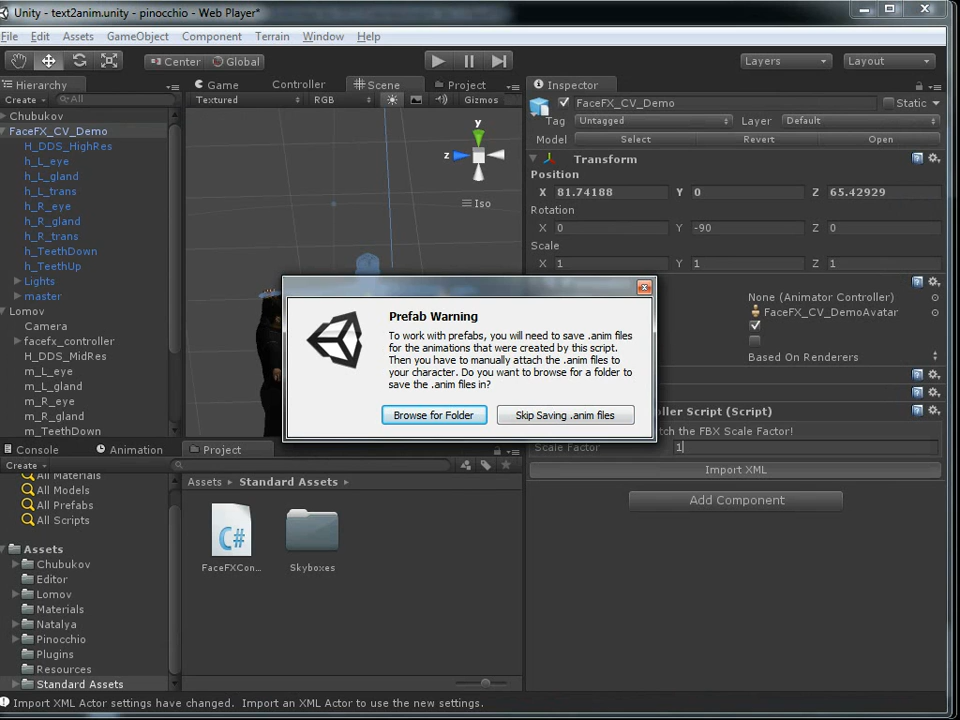 Unity - text2anim.unity - pinocchio - Web Player*
File Edit Assets GameObject Component Terrain Window Help
Center Global Layers Layout
Hierarchy
Create All
Chubukov
FaceFX_CV_Demo
H_DDS_HighRes
h_L_eye
h_L_gland
h_L_trans
h_R_eye
h_R_gland
h_R_trans
h_TeethDown
h_TeethUp
Lights
master
Lomov
Camera
facefx_controller
H_DDS_MidRes
m_L_eye
m_L_gland
m_R_eye
m_R_gland
m_TeethDown
Game Controller Scene Project
Textured RGB Gizmos
y
z
Iso
Inspector
FaceFX_CV_Demo Static
Tag Untagged Layer Default
Model Select Revert Open
Transform
Position
X 81.74188 Y 0 Z 65.42929
Rotation
X 0 Y -90 Z 0
Scale
X 1 Y 1 Z 1
None (Animator Controller)
FaceFX_CV_DemoAvatar
Based On Renderers
ller Script (Script)
tch the FBX Scale Factor!
Scale Factor 1
Import XML
Add Component
Prefab Warning
To work with prefabs, you will need to save .anim files
for the animations that were created by this script.
Then you have to manually attach the .anim files to
your character. Do you want to browse for a folder to
save the .anim files in?
Browse for Folder Skip Saving .anim files
Console Animation Project
Create
All Materials
All Models
All Prefabs
All Scripts
Assets
Chubukov
Editor
Lomov
Materials
Natalya
Pinocchio
Plugins
Resources
Standard Assets
Assets Standard Assets
C#
FaceFXCon... Skyboxes
Import XML Actor settings have changed. Import an XML Actor to use the new settings.